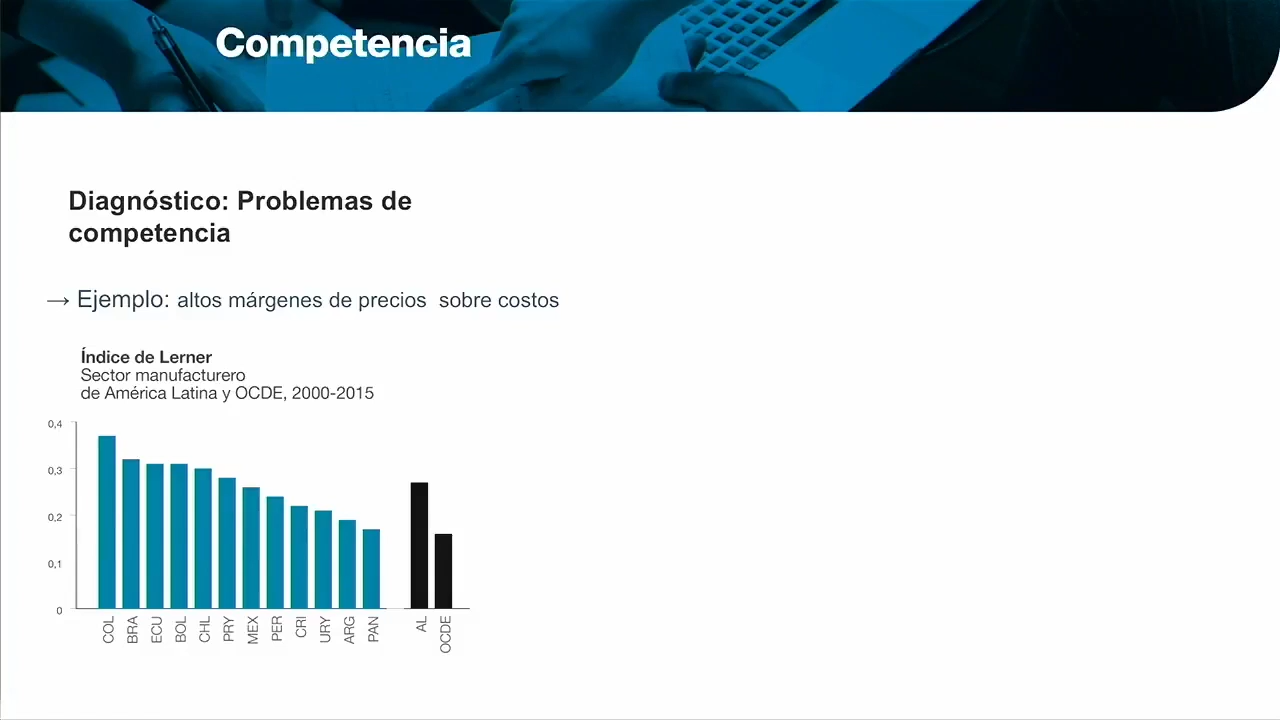 Competencia
Diagnóstico: Problemas de
competencia
→ Ejemplo: altos márgenes de precios sobre costos
Índice de Lerner
Sector manufacturero
de América Latina y OCDE, 2000-2015
0,4
0,3
0,2
0,1
0
COL BRA ECU BOL CHL PRY MEX PER CRI URY ARG PAN AL OCDE